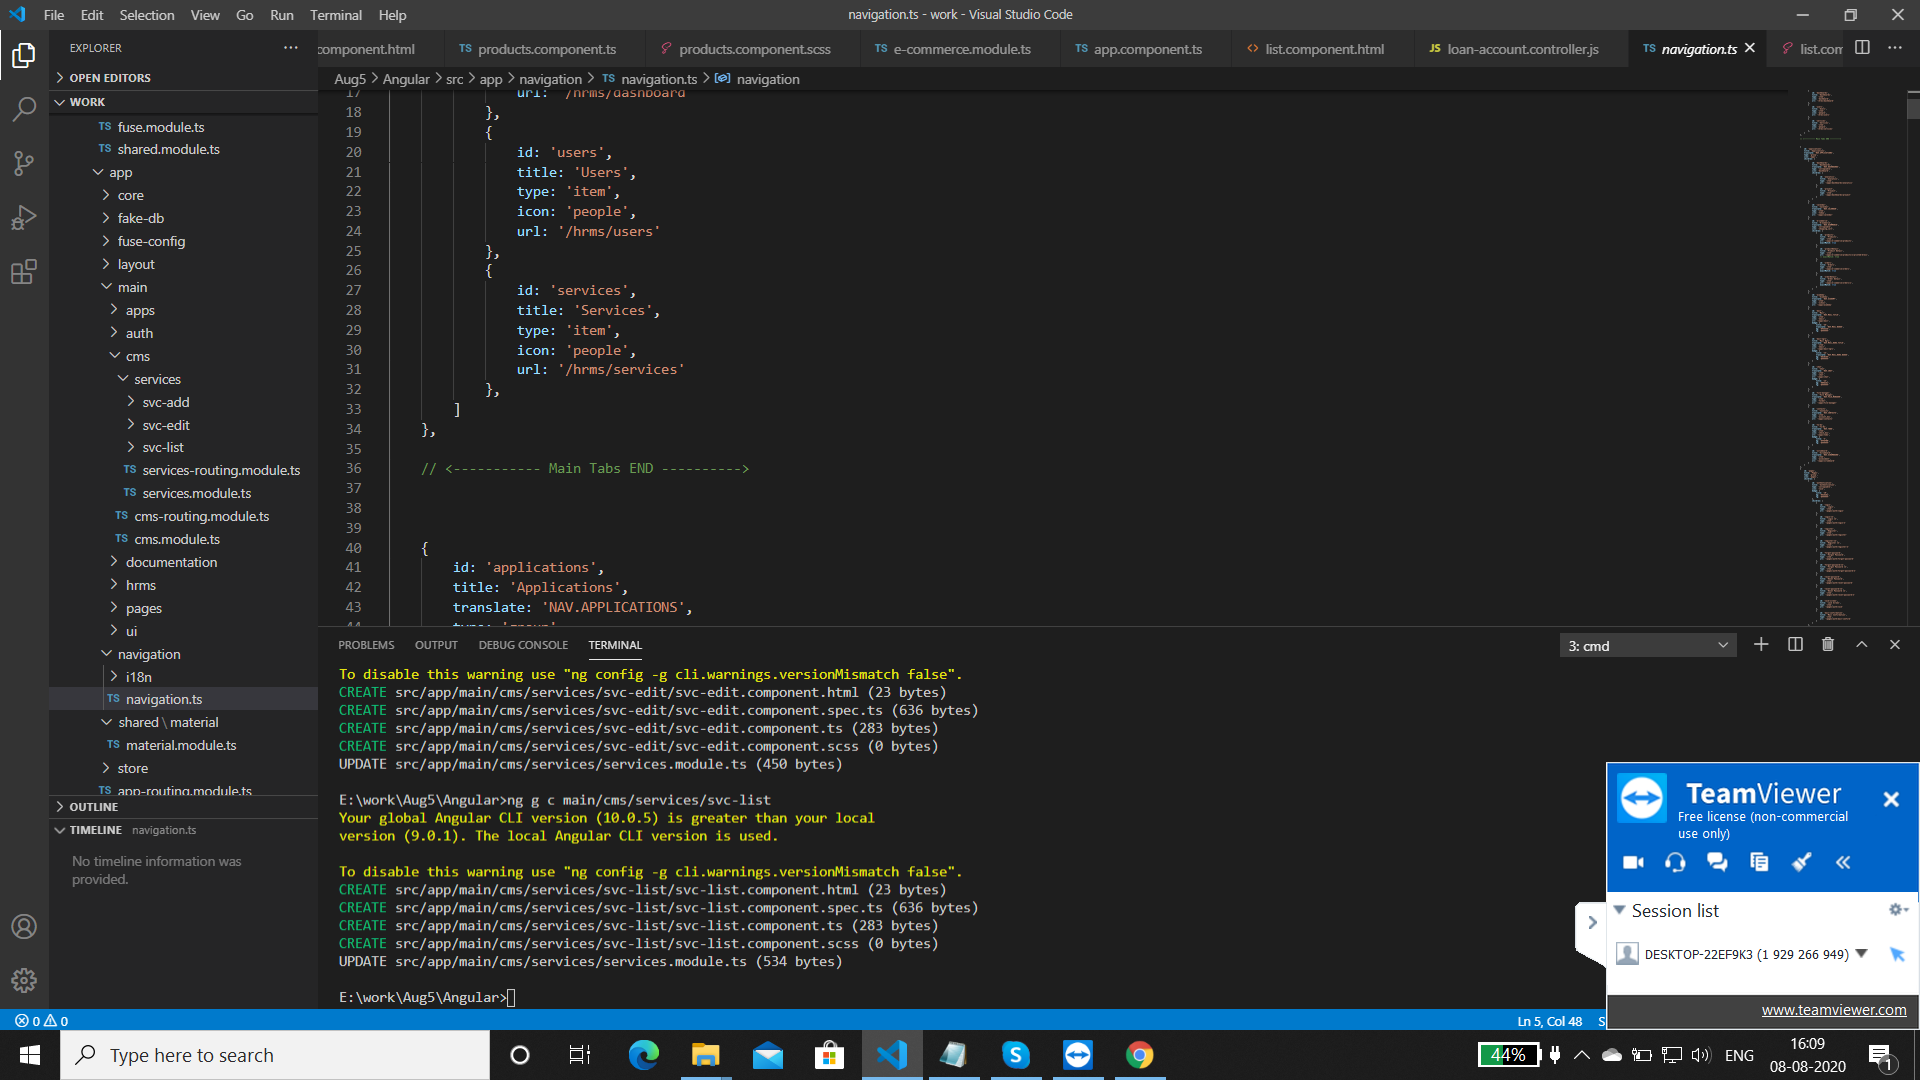 File Edit Selection View Go Run Terminal Help
navigation.ts - work - Visual Studio Code
EXPLORER
component.html
TS products.component.ts
products.component.scss
TS e-commerce.module.ts
TS app.component.ts
<> list.component.html
JS loan-account.controller.js
TS navigation.ts
list.com
OPEN EDITORS
WORK
TS fuse.module.ts
TS shared.module.ts
app
core
fake-db
fuse-config
layout
main
apps
auth
cms
services
svc-add
svc-edit
svc-list
TS services-routing.module.ts
TS services.module.ts
TS cms-routing.module.ts
TS cms.module.ts
documentation
hrms
pages
ui
navigation
i18n
TS navigation.ts
shared \ material
TS material.module.ts
store
TS app-routing.module.ts
OUTLINE
TIMELINE navigation.ts
No timeline information was
provided.
Aug5 > Angular > src > app > navigation > TS navigation.ts > navigation
17 url: '/hrms/dashboard'
18 },
19 {
20 id: 'users',
21 title: 'Users',
22 type: 'item',
23 icon: 'people',
24 url: '/hrms/users'
25 },
26 {
27 id: 'services',
28 title: 'Services',
29 type: 'item',
30 icon: 'people',
31 url: '/hrms/services'
32 },
33 ]
34 },
35
36 // <----------- Main Tabs END ---------->
37
38
39
40 {
41 id: 'applications',
42 title: 'Applications',
43 translate: 'NAV.APPLICATIONS',
44 type: 'group',
PROBLEMS OUTPUT DEBUG CONSOLE TERMINAL
3: cmd
To disable this warning use "ng config -g cli.warnings.versionMismatch false".
CREATE src/app/main/cms/services/svc-edit/svc-edit.component.html (23 bytes)
CREATE src/app/main/cms/services/svc-edit/svc-edit.component.spec.ts (636 bytes)
CREATE src/app/main/cms/services/svc-edit/svc-edit.component.ts (283 bytes)
CREATE src/app/main/cms/services/svc-edit/svc-edit.component.scss (0 bytes)
UPDATE src/app/main/cms/services/services.module.ts (450 bytes)
E:\work\Aug5\Angular>ng g c main/cms/services/svc-list
Your global Angular CLI version (10.0.5) is greater than your local
version (9.0.1). The local Angular CLI version is used.
To disable this warning use "ng config -g cli.warnings.versionMismatch false".
CREATE src/app/main/cms/services/svc-list/svc-list.component.html (23 bytes)
CREATE src/app/main/cms/services/svc-list/svc-list.component.spec.ts (636 bytes)
CREATE src/app/main/cms/services/svc-list/svc-list.component.ts (283 bytes)
CREATE src/app/main/cms/services/svc-list/svc-list.component.scss (0 bytes)
UPDATE src/app/main/cms/services/services.module.ts (534 bytes)
E:\work\Aug5\Angular>
TeamViewer
Free license (non-commercial
use only)
Session list
DESKTOP-22EF9K3 (1 929 266 949)
www.teamviewer.com
0 0
Ln 5, Col 48 S
Type here to search
44%
ENG
16:09
08-08-2020
1